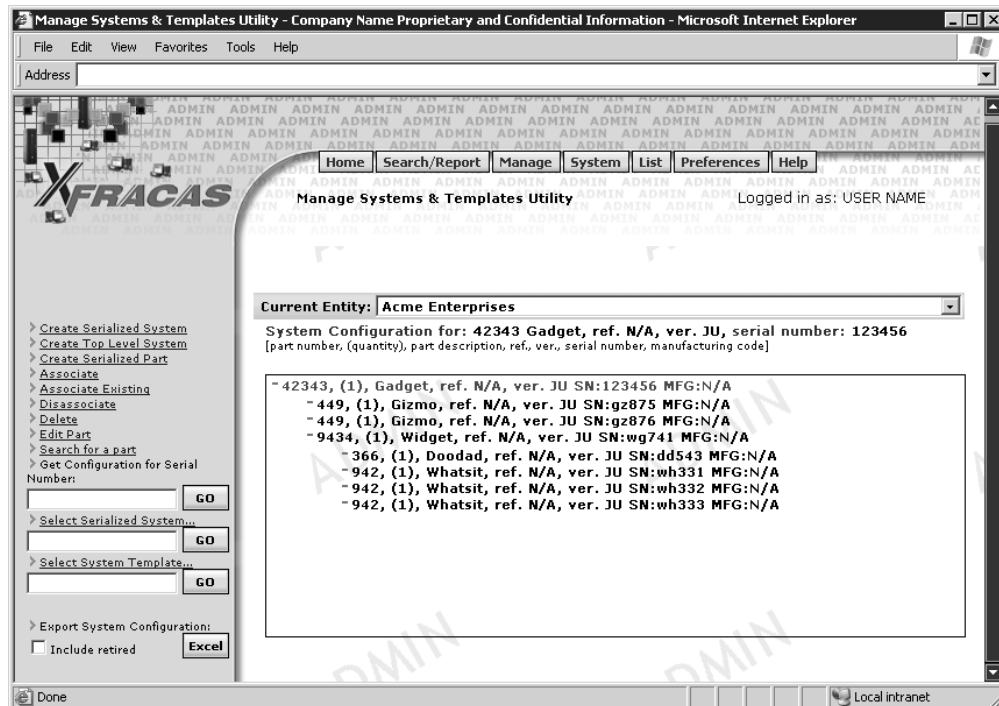 Manage Systems & Templates Utility - Company Name Proprietary and Confidential Information - Microsoft Internet Explorer
File Edit View Favorites Tools Help
Address
Home Search/Report Manage System List Preferences Help
XFRACAS
Manage Systems & Templates Utility
Logged in as: USER NAME
Current Entity: Acme Enterprises
System Configuration for: 42343 Gadget, ref. N/A, ver. JU, serial number: 123456
[part number, (quantity), part description, ref., ver., serial number, manufacturing code]
Create Serialized System
Create Top Level System
Create Serialized Part
Associate
Associate Existing
Disassociate
Delete
Edit Part
Search for a part
Get Configuration for Serial
Number:
GO
Select Serialized System...
GO
Select System Template...
GO
Export System Configuration:
Include retired
Excel
42343, (1), Gadget, ref. N/A, ver. JU SN:123456 MFG:N/A
449, (1), Gizmo, ref. N/A, ver. JU SN:gz875 MFG:N/A
449, (1), Gizmo, ref. N/A, ver. JU SN:gz876 MFG:N/A
9434, (1), Widget, ref. N/A, ver. JU SN:wg741 MFG:N/A
366, (1), Doodad, ref. N/A, ver. JU SN:dd543 MFG:N/A
942, (1), Whatsit, ref. N/A, ver. JU SN:wh331 MFG:N/A
942, (1), Whatsit, ref. N/A, ver. JU SN:wh332 MFG:N/A
942, (1), Whatsit, ref. N/A, ver. JU SN:wh333 MFG:N/A
ADMIN
ADMIN
ADMIN
ADMIN
Done
Local intranet